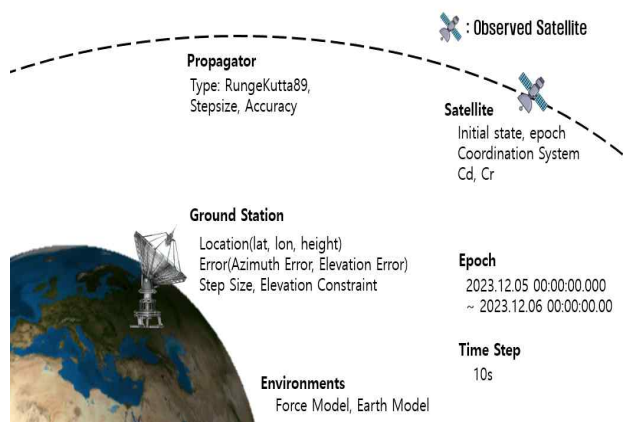 : Observed Satellite
Propagator
Type: RungeKutta89,
Stepsize, Accuracy
Satellite
Initial state, epoch
Coordination System
Cd, Cr
Ground Station
Location(lat, lon, height)
Error(Azimuth Error, Elevation Error)
Step Size, Elevation Constraint
Epoch
2023.12.05 00:00:00.000
~ 2023.12.06 00:00:00.00
Time Step
10s
Environments
Force Model, Earth Model